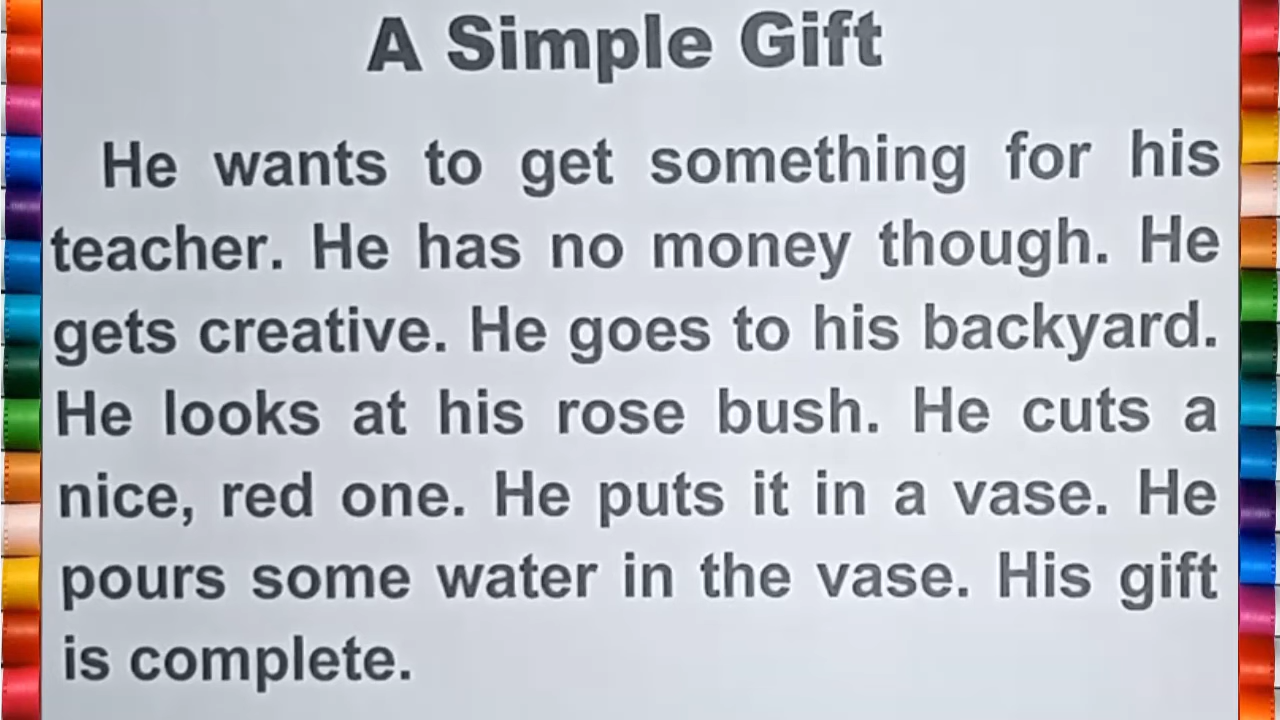 A Simple Gift
He wants to get something for his
teacher. He has no money though. He
gets creative. He goes to his backyard.
He looks at his rose bush. He cuts a
nice, red one. He puts it in a vase. He
pours some water in the vase. His gift
is complete.